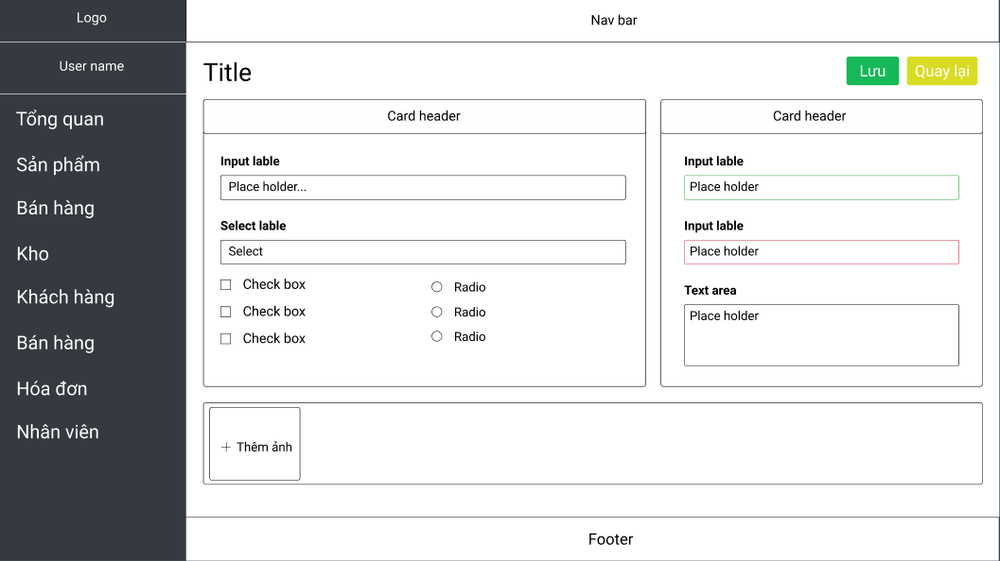 Logo
Nav bar
User name
Tổng quan
Sản phẩm
Bán hàng
Kho
Khách hàng
Bán hàng
Hóa đơn
Nhân viên
Title
Lưu
Quay lại
Card header
Input lable
Place holder...
Select lable
Select
Check box
Check box
Check box
Radio
Radio
Radio
Card header
Input lable
Place holder
Input lable
Place holder
Text area
Place holder
+ Thêm ảnh
Footer